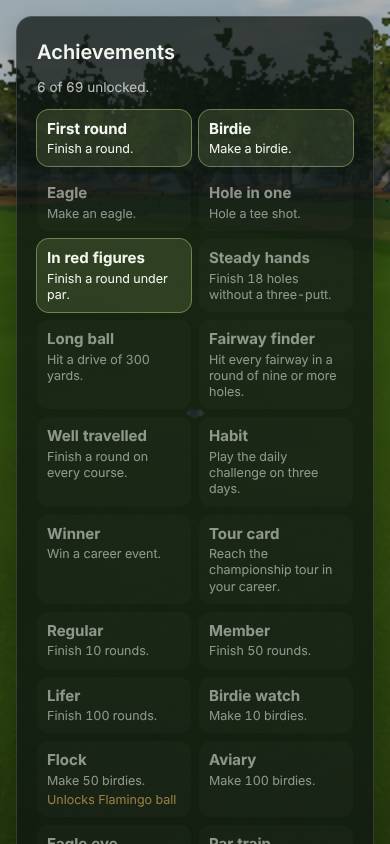 Achievements
6 of 69 unlocked.
First round
Finish a round.
Birdie
Make a birdie.
Eagle
Make an eagle.
Hole in one
Hole a tee shot.
In red figures
Finish a round under
par.
Steady hands
Finish 18 holes
without a three-putt.
Long ball
Hit a drive of 300
yards.
Fairway finder
Hit every fairway in a
round of nine or more
holes.
Well travelled
Finish a round on
every course.
Habit
Play the daily
challenge on three
days.
Winner
Win a career event.
Tour card
Reach the
championship tour in
your career.
Regular
Finish 10 rounds.
Member
Finish 50 rounds.
Lifer
Finish 100 rounds.
Birdie watch
Make 10 birdies.
Flock
Make 50 birdies.
Unlocks Flamingo ball
Aviary
Make 100 birdies.
Eagle eye
Par train